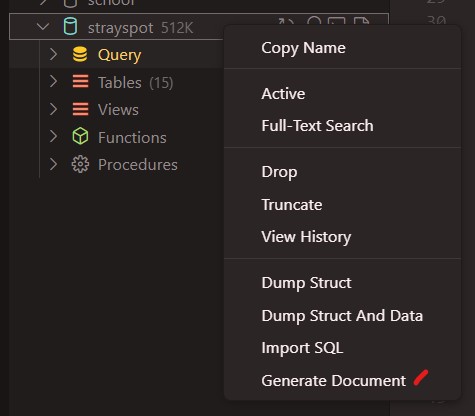 school
strayspot 512K
Query
Tables (15)
Views
Functions
Procedures
Copy Name
Active
Full-Text Search
Drop
Truncate
View History
Dump Struct
Dump Struct And Data
Import SQL
Generate Document
29
30